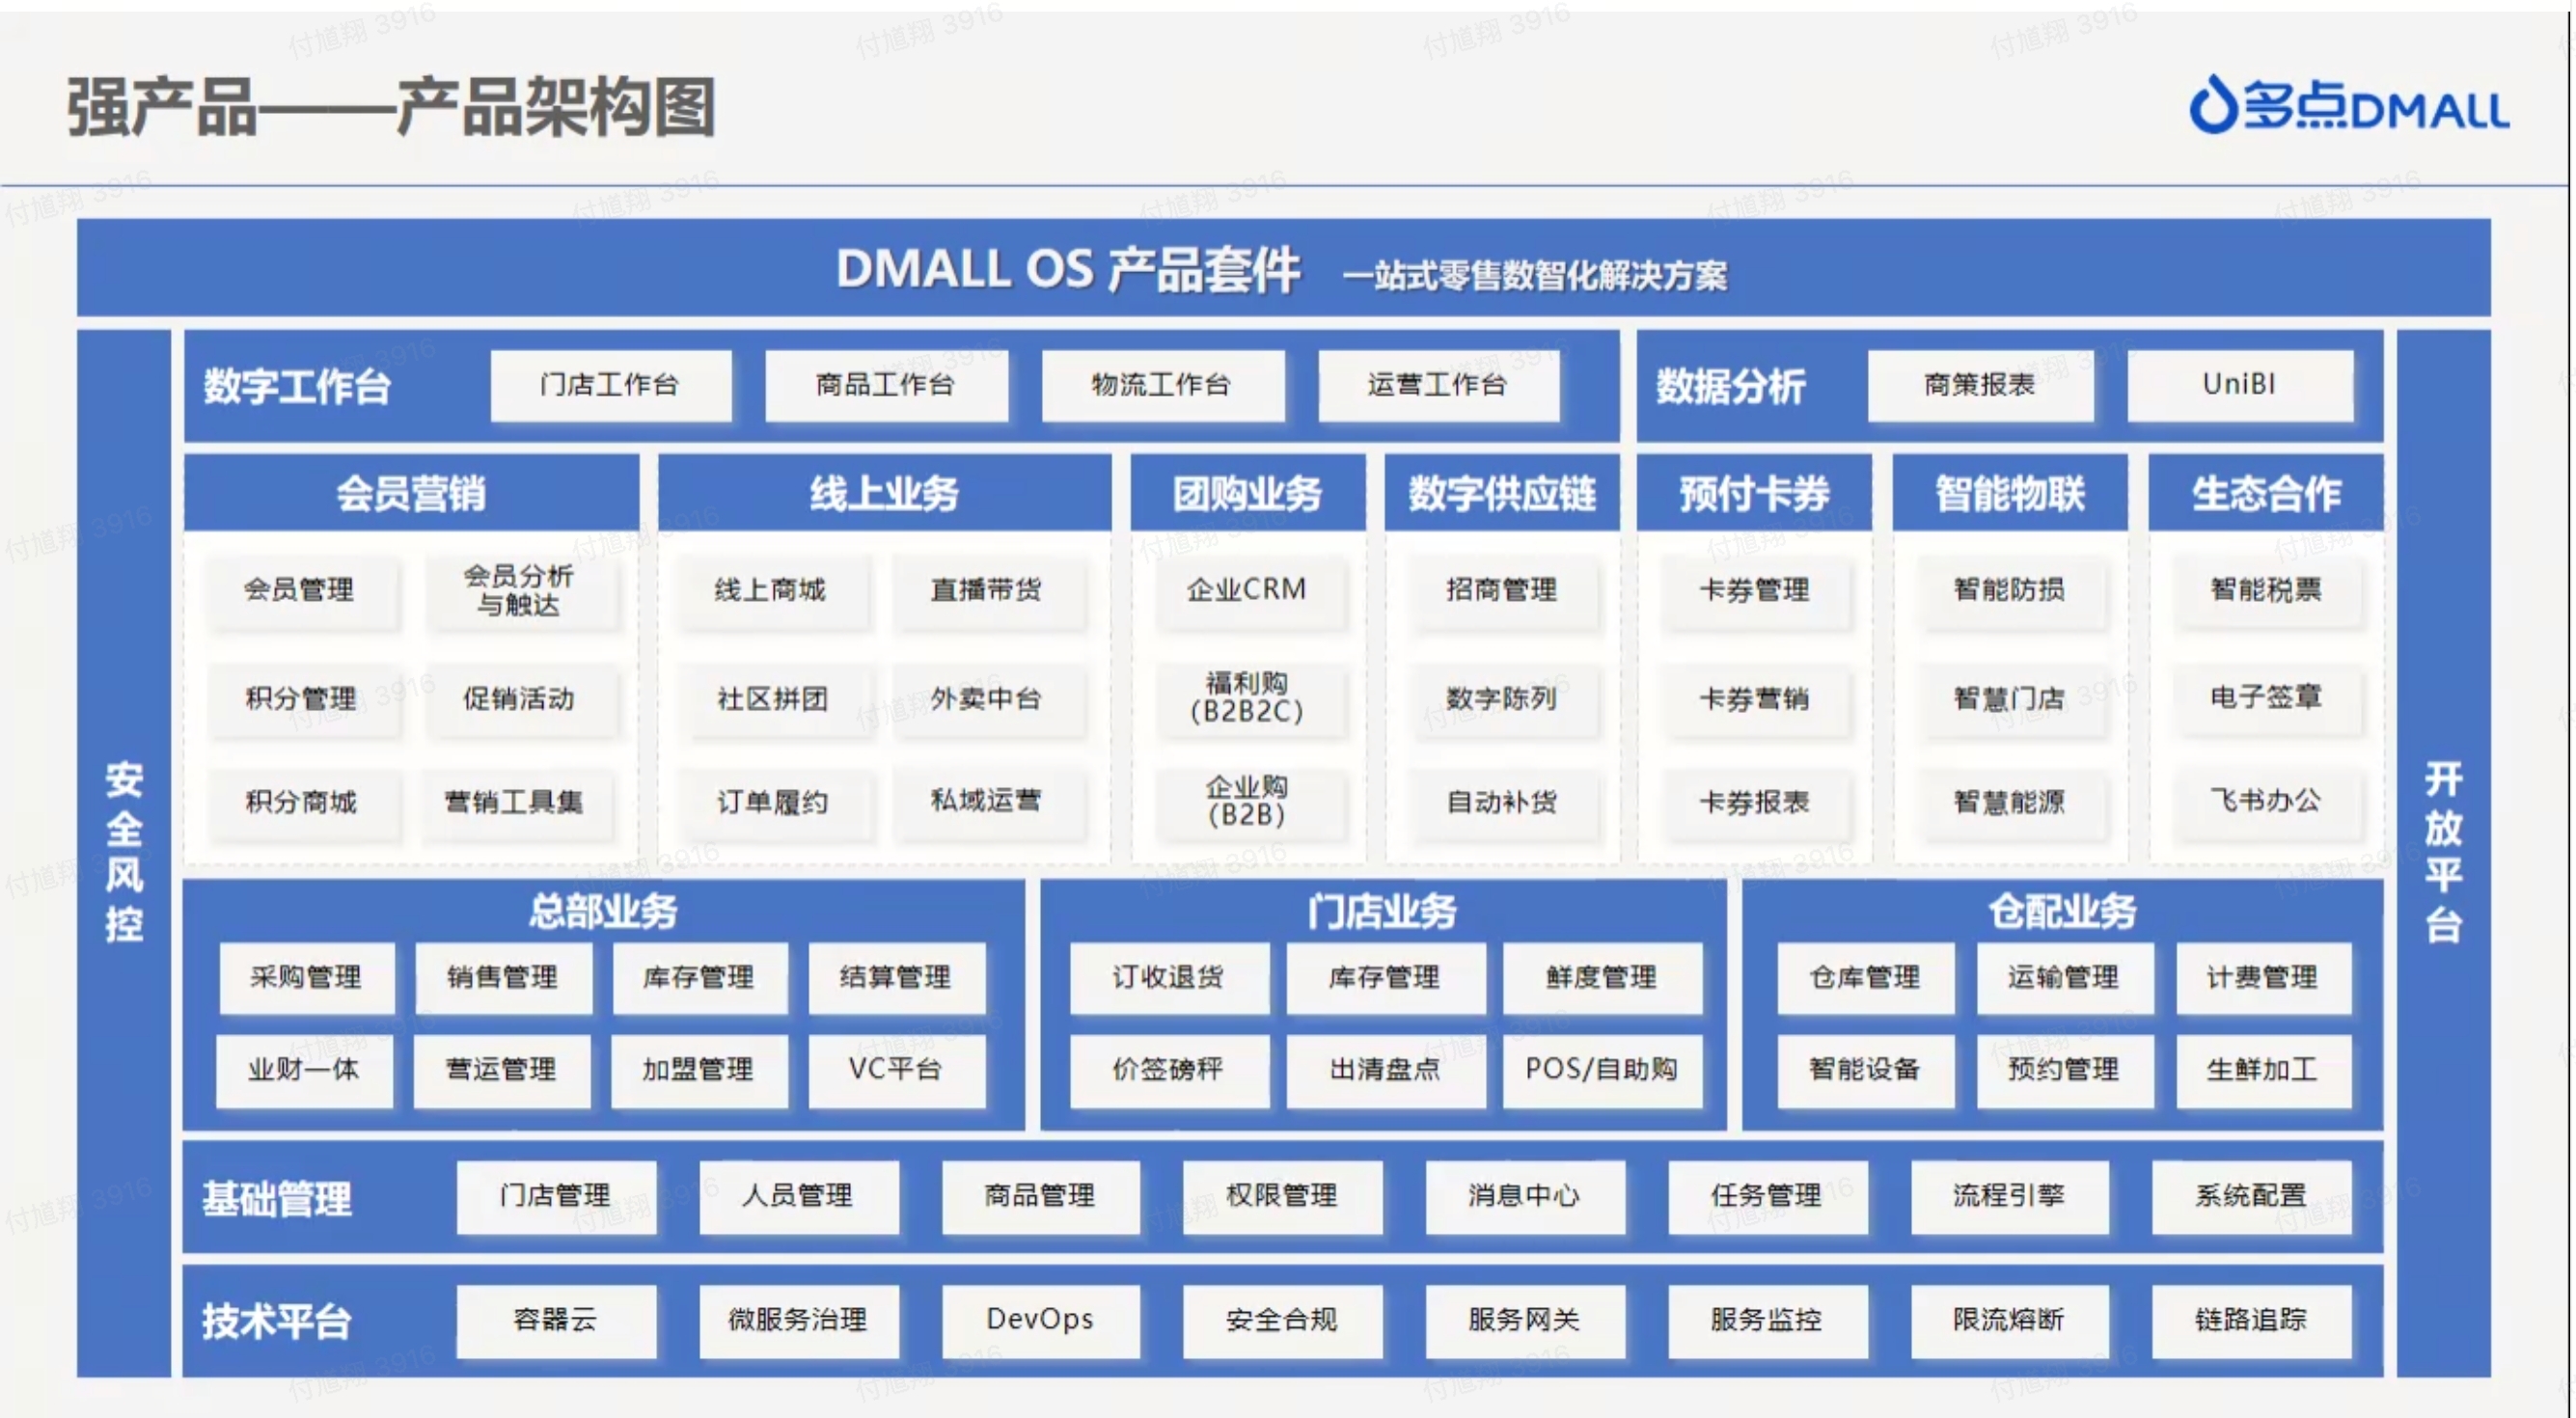 强产品——产品架构图
多点DMALL
DMALL OS 产品套件 一站式零售数智化解决方案
安全风控
开放平台
数字工作台 门店工作台 商品工作台 物流工作台 运营工作台
数据分析 商策报表 UniBI
会员营销
会员管理 会员分析
与触达
积分管理 促销活动
积分商城 营销工具集
线上业务
线上商城 直播带货
社区拼团 外卖中台
订单履约 私域运营
团购业务
企业CRM
福利购
(B2B2C)
企业购
(B2B)
数字供应链
招商管理
数字陈列
自动补货
预付卡券
卡券管理
卡券营销
卡券报表
智能物联
智能防损
智慧门店
智慧能源
生态合作
智能税票
电子签章
飞书办公
总部业务
采购管理 销售管理 库存管理 结算管理
业财一体 营运管理 加盟管理 VC平台
门店业务
订收退货 库存管理 鲜度管理
价签磅秤 出清盘点 POS/自助购
仓配业务
仓库管理 运输管理 计费管理
智能设备 预约管理 生鲜加工
基础管理 门店管理 人员管理 商品管理 权限管理 消息中心 任务管理 流程引擎 系统配置
技术平台 容器云 微服务治理 DevOps 安全合规 服务网关 服务监控 限流熔断 链路追踪
付馗翔 3916